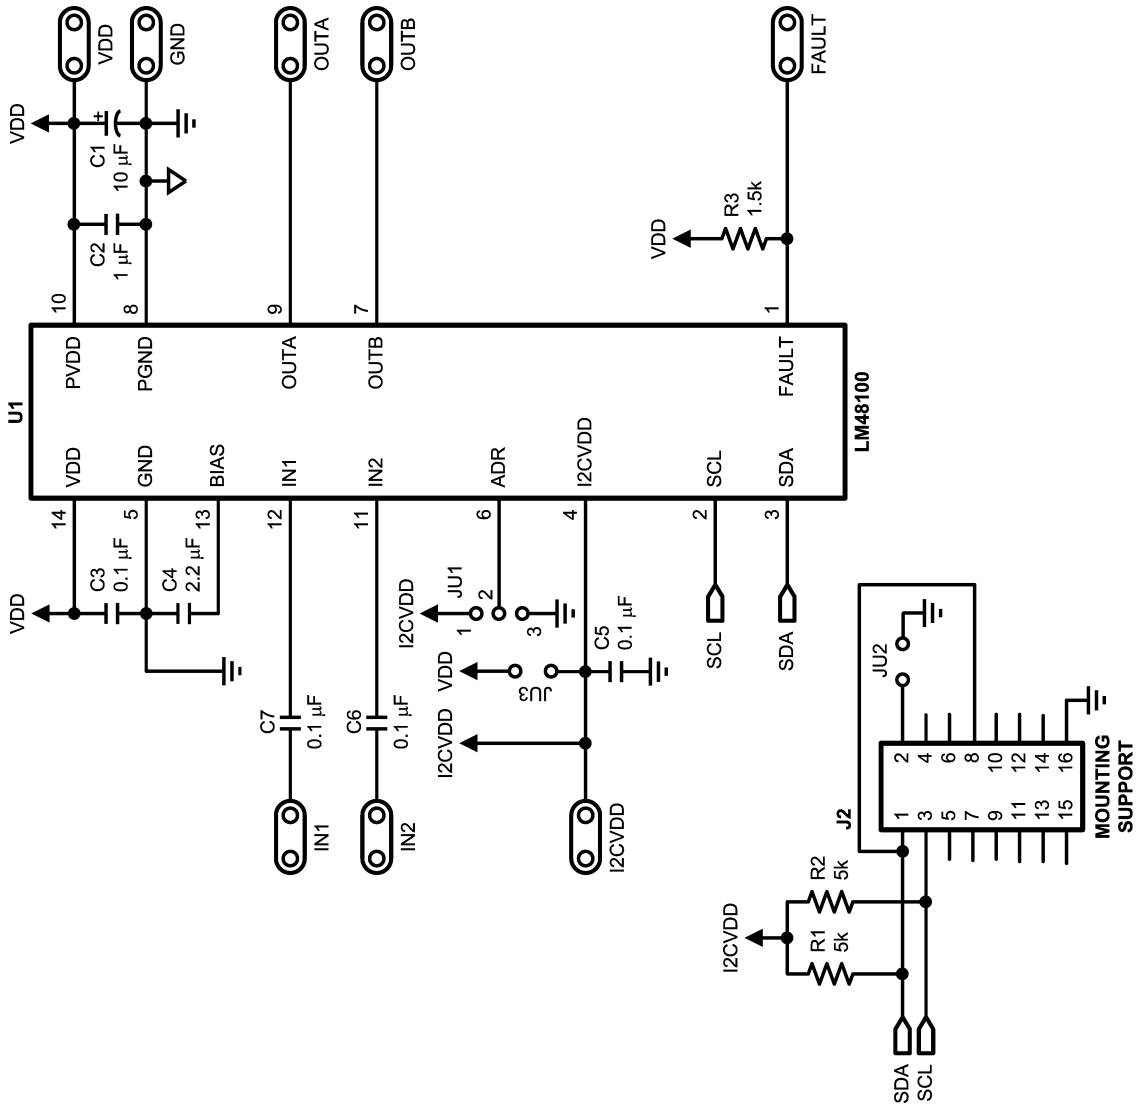 VDD
GND
OUTA
OUTB
FAULT
VDD
C1
10 µF
+
C2
1 µF
R3
1.5k
VDD
10
8
9
7
1
U1
PVDD
PGND
OUTA
OUTB
FAULT
VDD
GND
BIAS
IN1
IN2
ADR
I2CVDD
SCL
SDA
LM48100
14
5
13
12
11
6
4
2
3
VDD
C3
0.1 µF
C4
2.2 µF
I2CVDD
JU1
1
2
3
VDD
JU3
C5
0.1 µF
I2CVDD
C7
0.1 µF
C6
0.1 µF
IN1
IN2
I2CVDD
SCL
SDA
JU2
J2
1 2
3 4
5 6
7 8
9 10
11 12
13 14
15 16
MOUNTING
SUPPORT
I2CVDD
R2
5k
R1
5k
SDA
SCL